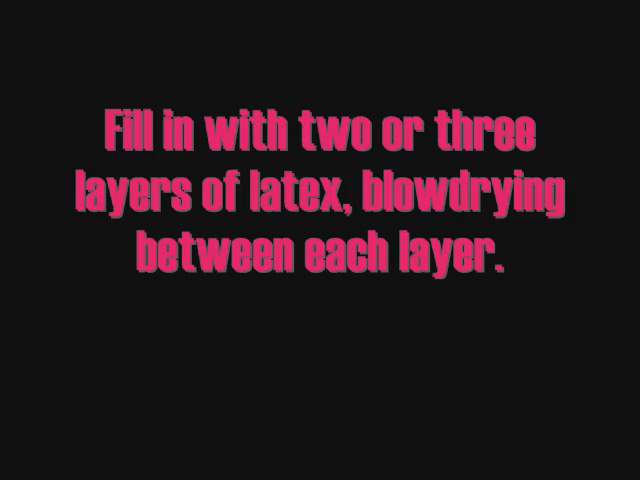 Fill in with two or three
layers of latex, blowdrying
between each layer.